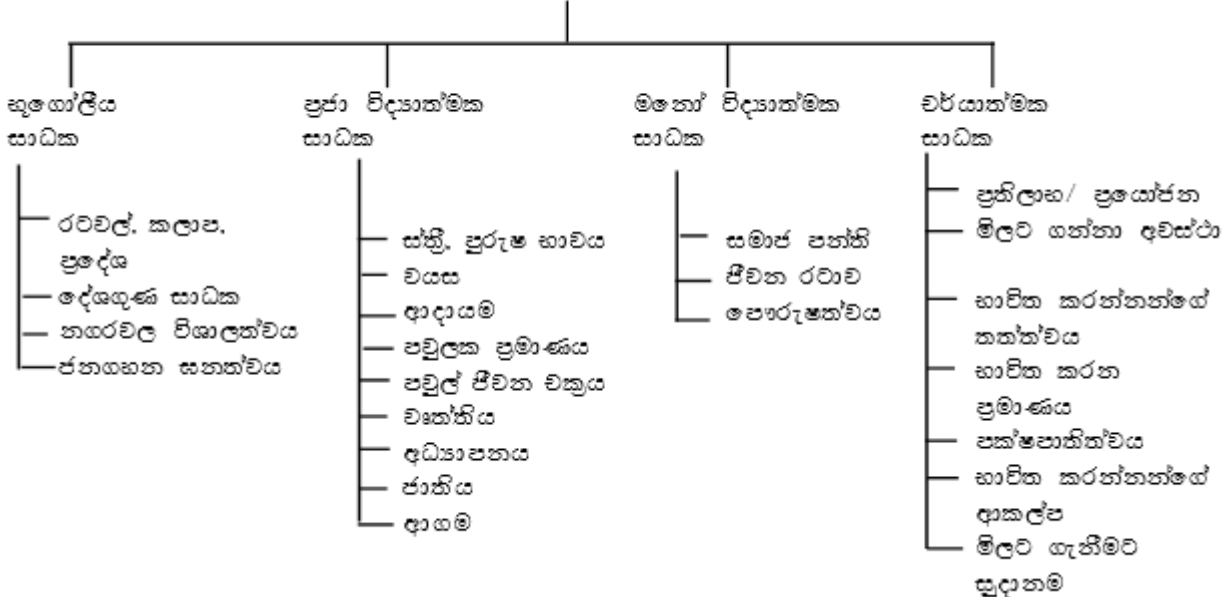 භූගෝලීය
සාධක
රටවල්, කලාප,
ප්‍රදේශ
දේශගුණ සාධක
නගරවල විශාලත්වය
ජනගහන ඝනත්වය
ප්‍රජා විද්‍යාත්මක
සාධක
ස්ත්‍රී, පුරුෂ භාවය
වයස
ආදායම
පවුලක ප්‍රමාණය
පවුල් ජීවන චක්‍රය
වෘත්තිය
අධ්‍යාපනය
ජාතිය
ආගම
මනෝ විද්‍යාත්මක
සාධක
සමාජ පන්ති
ජීවන රටාව
පෞරුෂත්වය
චර්යාත්මක
සාධක
ප්‍රතිලාභ/ ප්‍රයෝජන
මිලට ගන්නා අවස්ථා
භාවිත කරන්නන්ගේ
තත්ත්වය
භාවිත කරන
ප්‍රමාණය
පක්ෂපාතිත්වය
භාවිත කරන්නන්ගේ
ආකල්ප
මිලට ගැනීමට
සූදානම